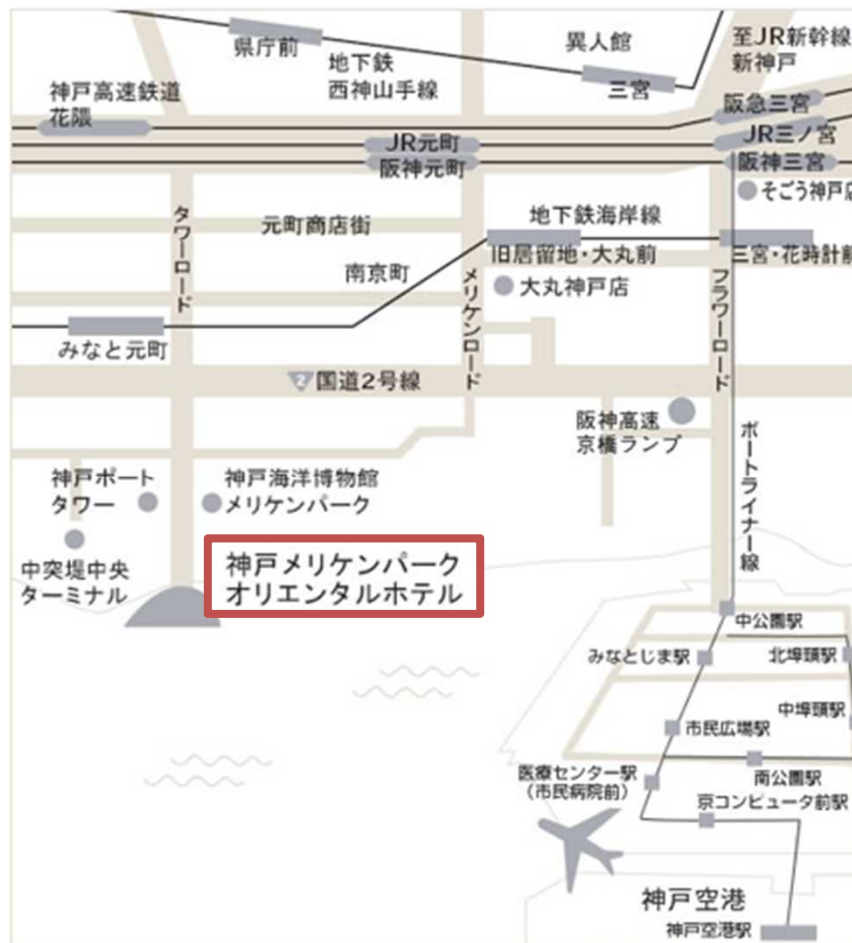 県庁前
地下鉄
西神山手線
異人館
三宮
至JR新幹線
新神戸
神戸高速鉄道
花隈
阪急三宮
JR元町
JR三ノ宮
阪神元町
阪神三宮
そごう神戸店
タワーロード
元町商店街
地下鉄海岸線
旧居留地・大丸前
三宮・花時計前
南京町
メリケンロード
大丸神戸店
フラワーロード
みなと元町
2
国道2号線
阪神高速
京橋ランプ
ポートライナー線
神戸ポート
タワー
神戸海洋博物館
メリケンパーク
中突堤中央
ターミナル
神戸メリケンパーク
オリエンタルホテル
中公園駅
みなとじま駅
北埠頭駅
中埠頭駅
市民広場駅
医療センター駅
（市民病院前）
南公園駅
京コンピュータ前駅
神戸空港
神戸空港駅